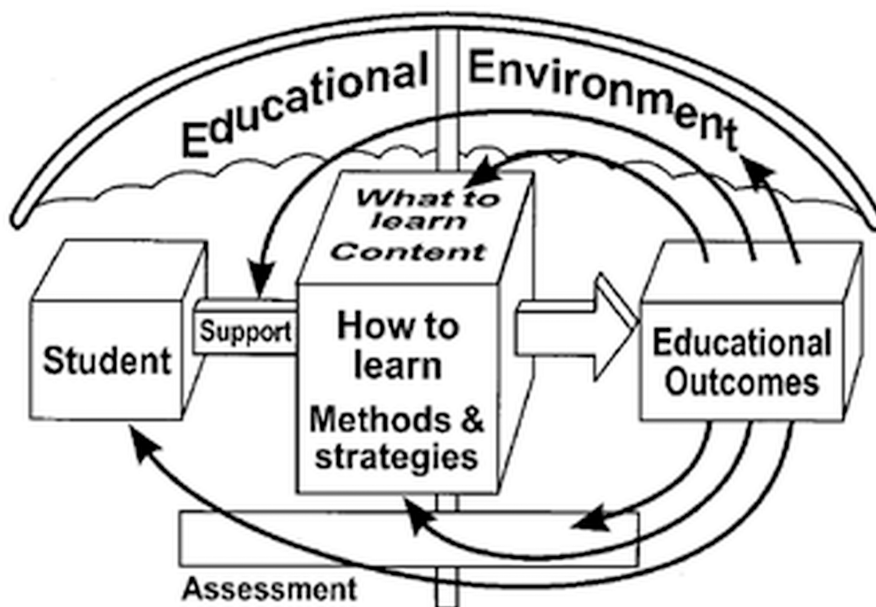 Educational Environment
What to
learn
Content
Student
Support
How to
learn
Methods &
strategies
Educational
Outcomes
Assessment